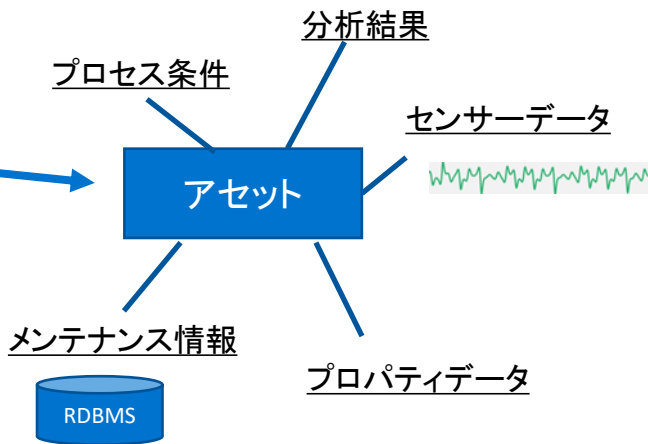 分析結果
プロセス条件
センサーデータ
アセット
メンテナンス情報
プロパティデータ
RDBMS